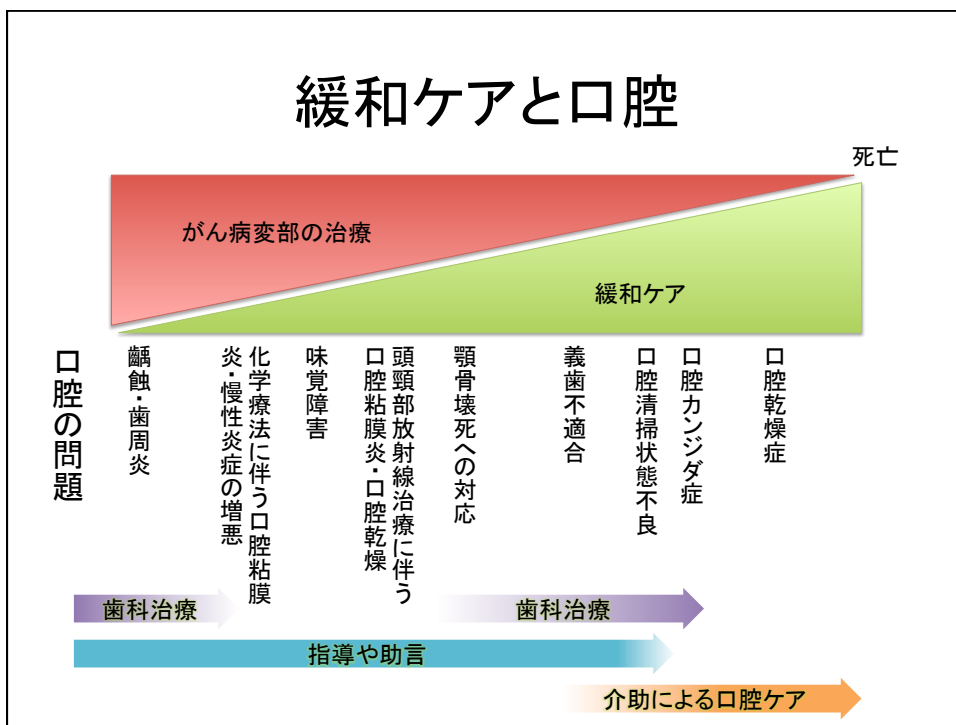 緩和ケアと口腔
死亡
がん病変部の治療
緩和ケア
口腔の問題
齲蝕・歯周炎
化学療法に伴う口腔粘膜
炎・慢性炎症の増悪
味覚障害
頭頸部放射線治療に伴う
口腔粘膜炎・口腔乾燥
顎骨壊死への対応
義歯不適合
口腔清掃状態不良
口腔カンジダ症
口腔乾燥症
歯科治療
歯科治療
指導や助言
介助による口腔ケア